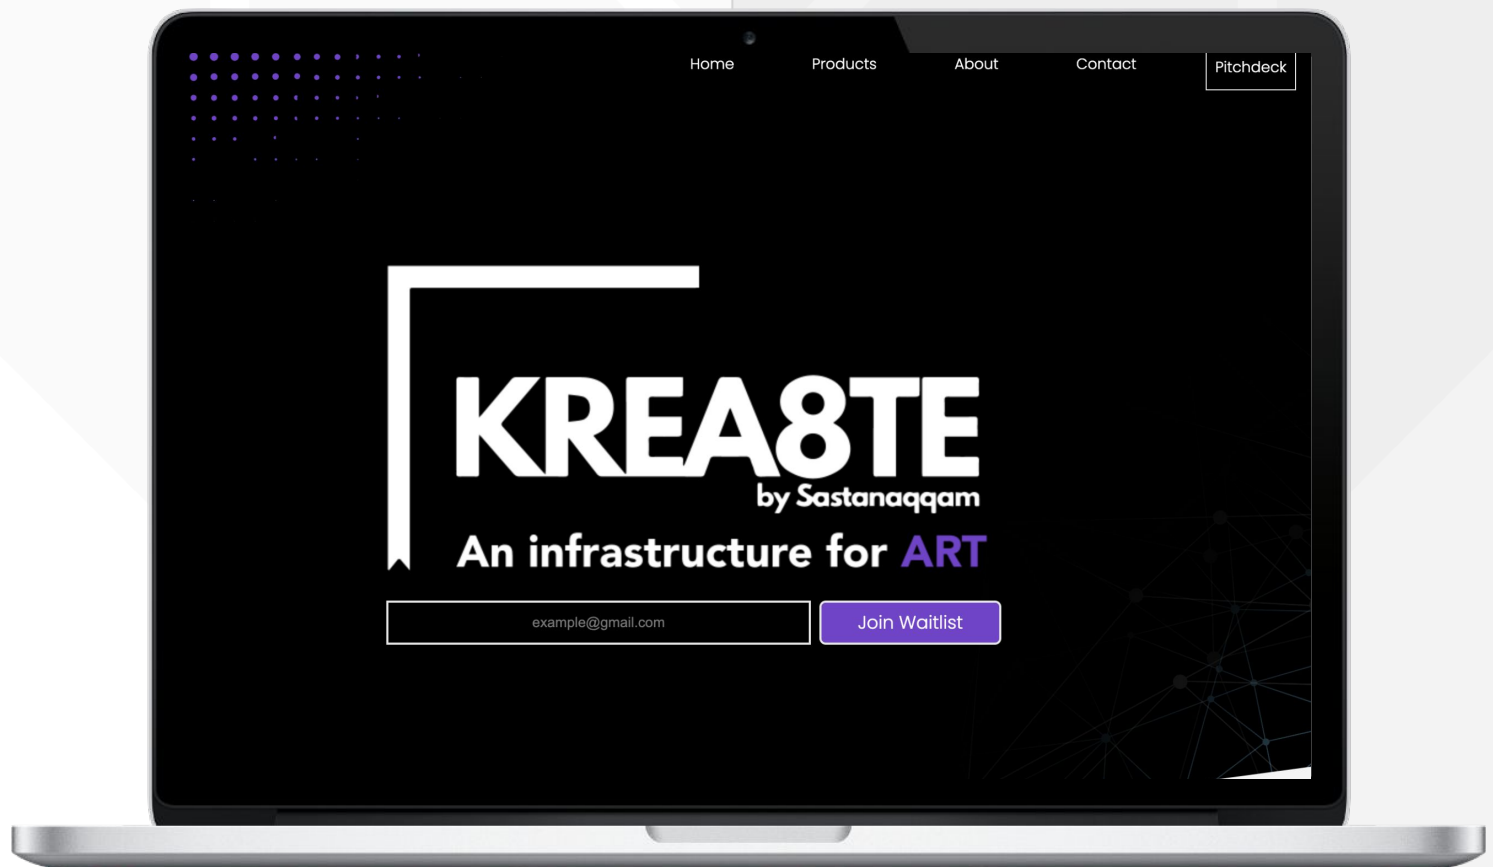 Home Products About Contact Pitchdeck
KREA8TE
by Sastanaqqam
An infrastructure for ART
example@gmail.com Join Waitlist